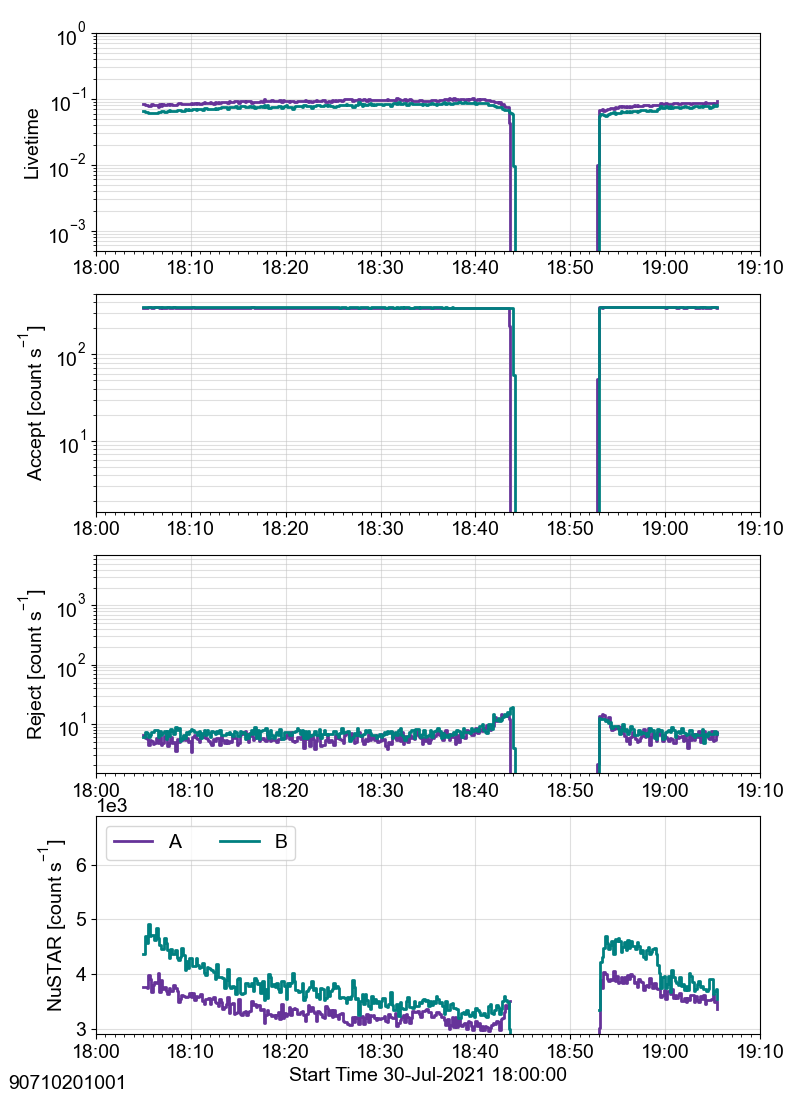 10⁰
10⁻¹
10⁻²
10⁻³
Livetime
18:00 18:10 18:20 18:30 18:40 18:50 19:00 19:10
10²
10¹
Accept [count s⁻¹]
18:00 18:10 18:20 18:30 18:40 18:50 19:00 19:10
10³
10²
10¹
Reject [count s⁻¹]
18:00 18:10 18:20 18:30 18:40 18:50 19:00 19:10
1e3
A B
6
5
4
3
NuSTAR [count s⁻¹]
18:00 18:10 18:20 18:30 18:40 18:50 19:00 19:10
Start Time 30-Jul-2021 18:00:00
90710201001